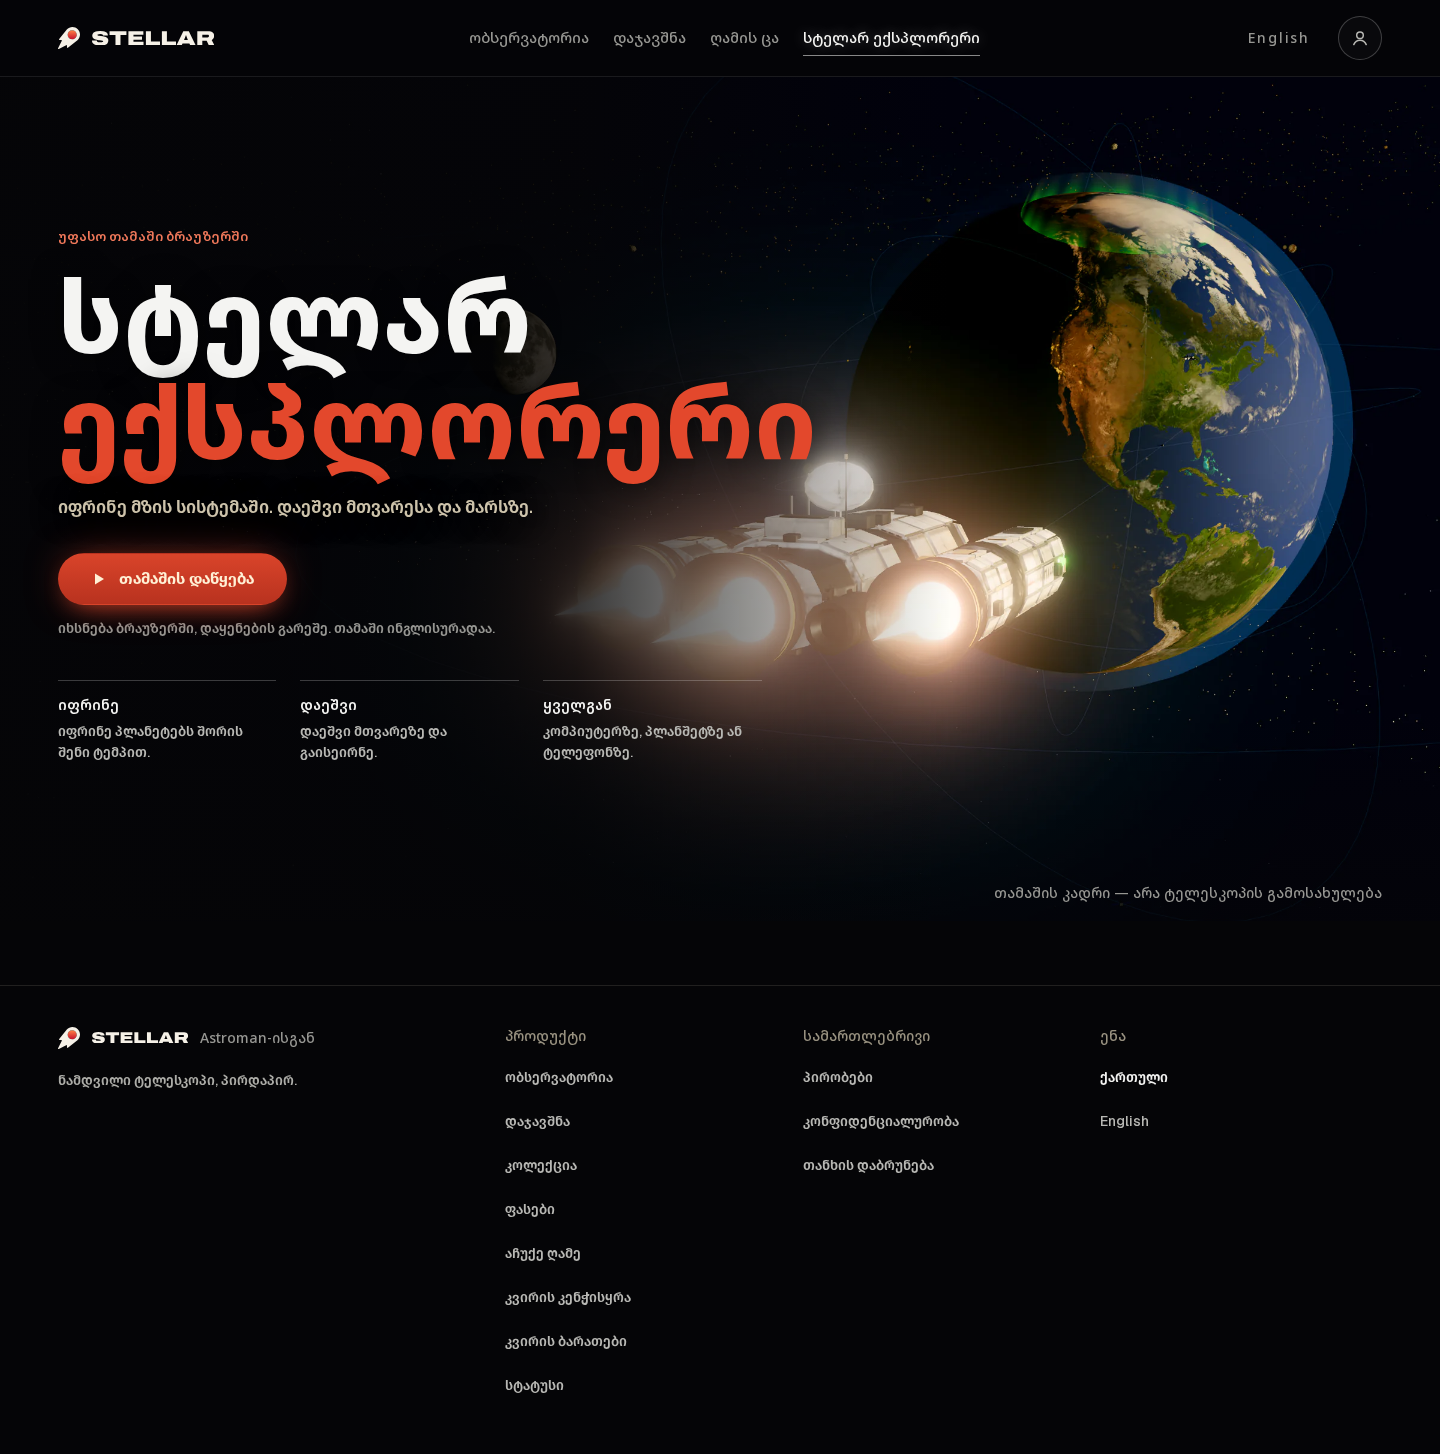 STELLAR
ობსერვატორია დაჯავშნა ღამის ცა სტელარ ექსპლორერი
English
უფასო თამაში ბრაუზერში
სტელარ
ექსპლორერი
იფრინე მზის სისტემაში. დაეშვი მთვარესა და მარსზე.
თამაშის დაწყება
იხსნება ბრაუზერში, დაყენების გარეშე. თამაში ინგლისურადაა.
იფრინე
იფრინე პლანეტებს შორის
შენი ტემპით.
დაეშვი
დაეშვი მთვარეზე და
გაისეირნე.
ყველგან
კომპიუტერზე, პლანშეტზე ან
ტელეფონზე.
თამაშის კადრი — არა ტელესკოპის გამოსახულება
STELLAR Astroman-ისგან
ნამდვილი ტელესკოპი, პირდაპირ.
პროდუქტი
ობსერვატორია
დაჯავშნა
კოლექცია
ფასები
აჩუქე ღამე
კვირის კენჭისყრა
კვირის ბარათები
სტატუსი
სამართლებრივი
პირობები
კონფიდენციალურობა
თანხის დაბრუნება
ენა
ქართული
English